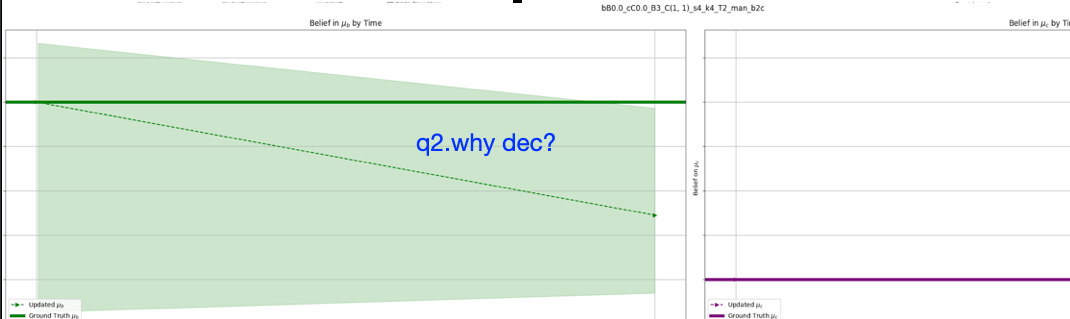 bB0.0_cC0.0_B3_C(1, 1)_s4_k4_T2_man_b2c
Belief in μb by Time
Belief in μc by Ti
q2.why dec?
Belief on μc
Updated μb
Ground Truth μb
Updated μc
Ground Truth μc